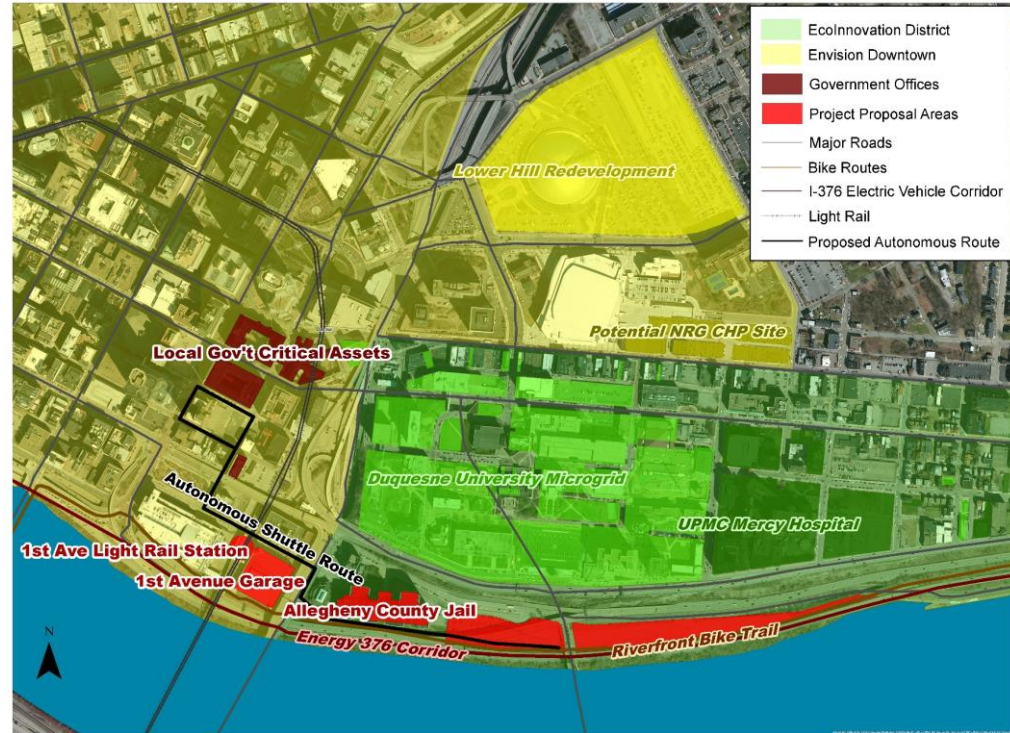 EcoInnovation District
Envision Downtown
Government Offices
Project Proposal Areas
Major Roads
Bike Routes
I-376 Electric Vehicle Corridor
Light Rail
Proposed Autonomous Route
Lower Hill Redevelopment
Potential NRG CHP Site
Local Gov't Critical Assets
Duquesne University Microgrid
UPMC Mercy Hospital
Autonomous Shuttle Route
1st Ave Light Rail Station
1st Avenue Garage
Allegheny County Jail
Riverfront Bike Trail
Energy 376 Corridor
N